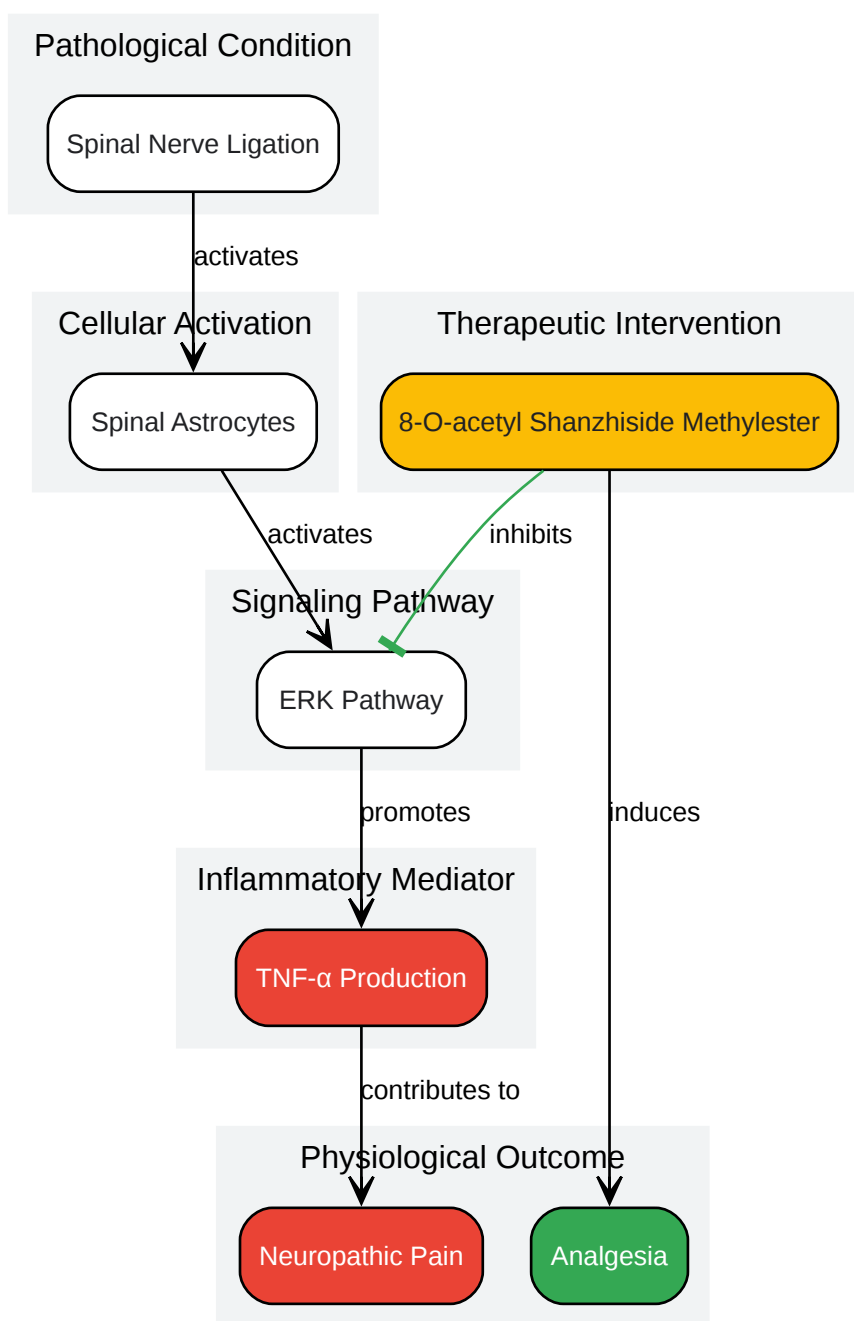 Pathological Condition
Spinal Nerve Ligation
activates
Cellular Activation
Therapeutic Intervention
Spinal Astrocytes
8-O-acetyl Shanzhiside Methylester
activates
inhibits
Signaling Pathway
ERK Pathway
promotes
induces
Inflammatory Mediator
TNF-α Production
contributes to
Physiological Outcome
Neuropathic Pain
Analgesia